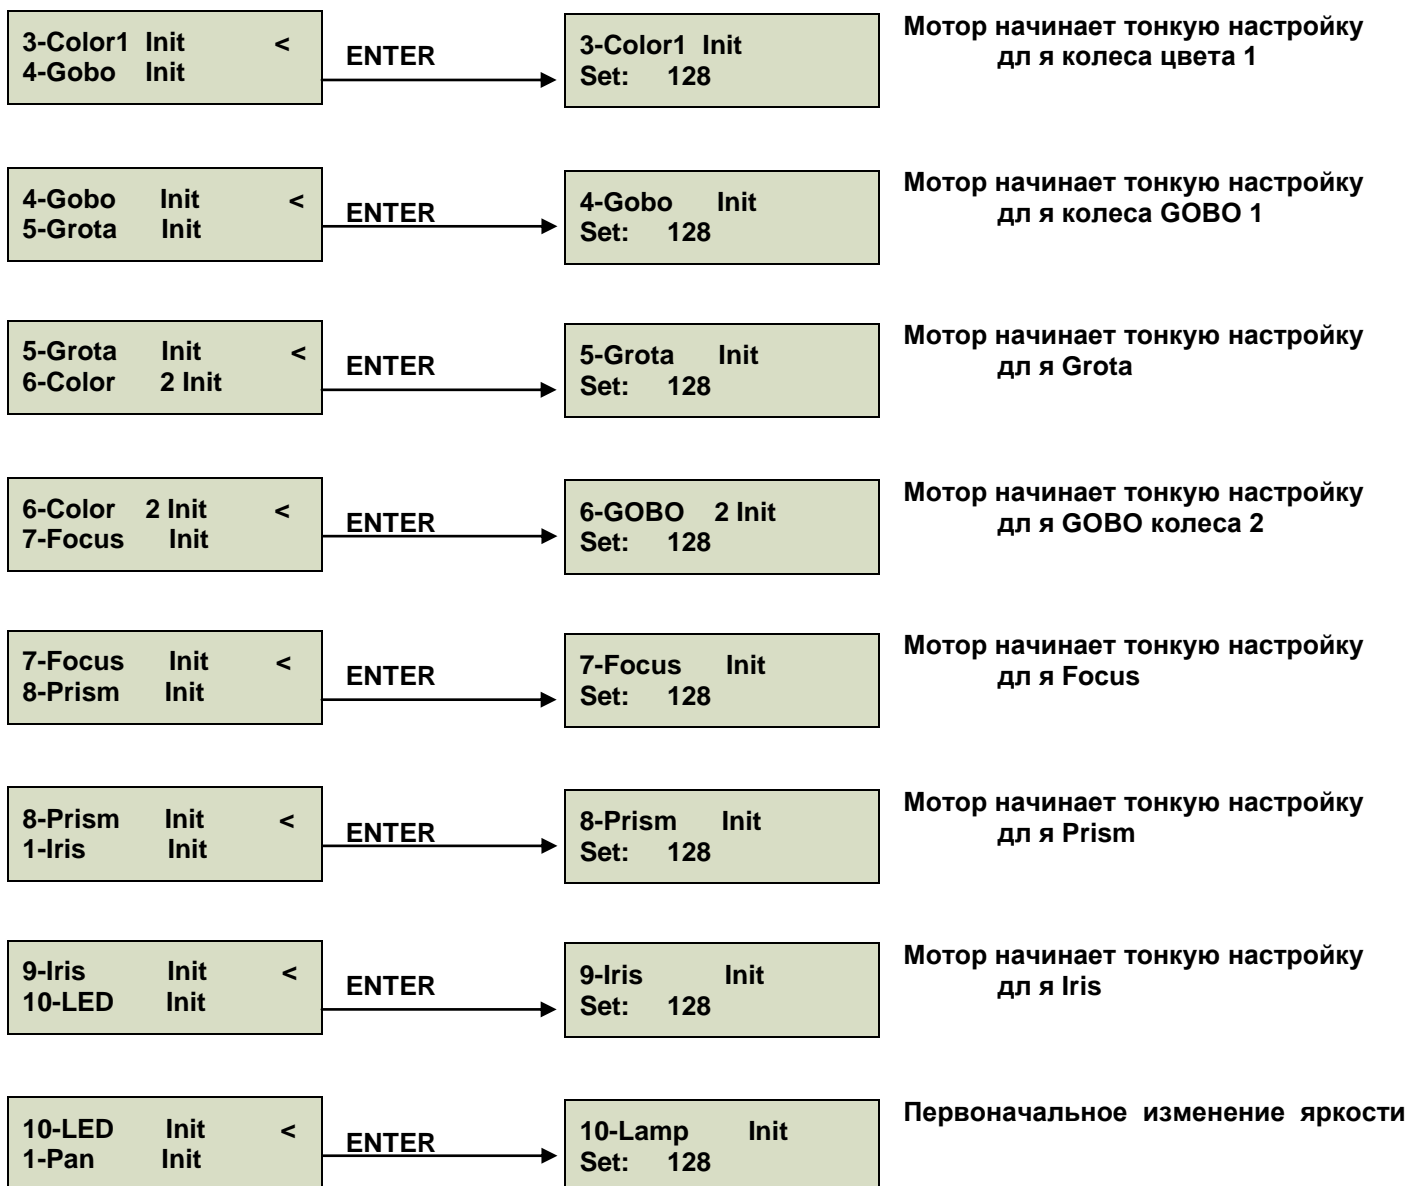 3-Color1 Init <
4-Gobo Init
ENTER
3-Color1 Init
Set: 128
Мотор начинает тонкую настройку
дл я колеса цвета 1
4-Gobo Init <
5-Grota Init
ENTER
4-Gobo Init
Set: 128
Мотор начинает тонкую настройку
дл я колеса GOBO 1
5-Grota Init <
6-Color 2 Init
ENTER
5-Grota Init
Set: 128
Мотор начинает тонкую настройку
дл я Grota
6-Color 2 Init <
7-Focus Init
ENTER
6-GOBO 2 Init
Set: 128
Мотор начинает тонкую настройку
дл я GOBO колеса 2
7-Focus Init <
8-Prism Init
ENTER
7-Focus Init
Set: 128
Мотор начинает тонкую настройку
дл я Focus
8-Prism Init <
1-Iris Init
ENTER
8-Prism Init
Set: 128
Мотор начинает тонкую настройку
дл я Prism
9-Iris Init <
10-LED Init
ENTER
9-Iris Init
Set: 128
Мотор начинает тонкую настройку
дл я Iris
10-LED Init <
1-Pan Init
ENTER
10-Lamp Init
Set: 128
Первоначальное изменение яркости